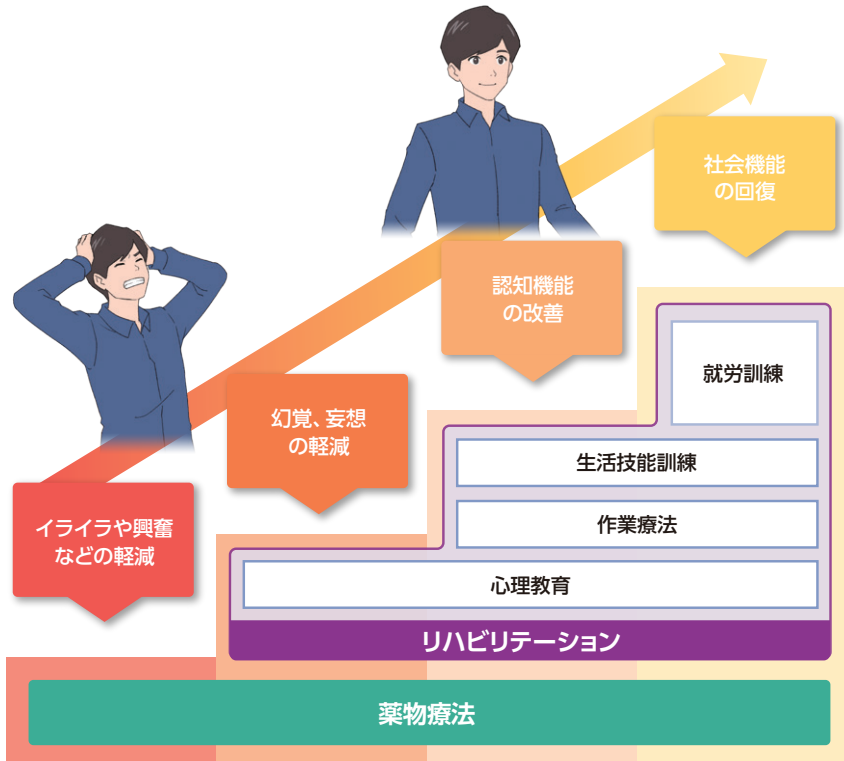 社会機能
の回復
認知機能
の改善
幻覚、妄想
の軽減
イライラや興奮
などの軽減
就労訓練
生活技能訓練
作業療法
心理教育
リハビリテーション
薬物療法